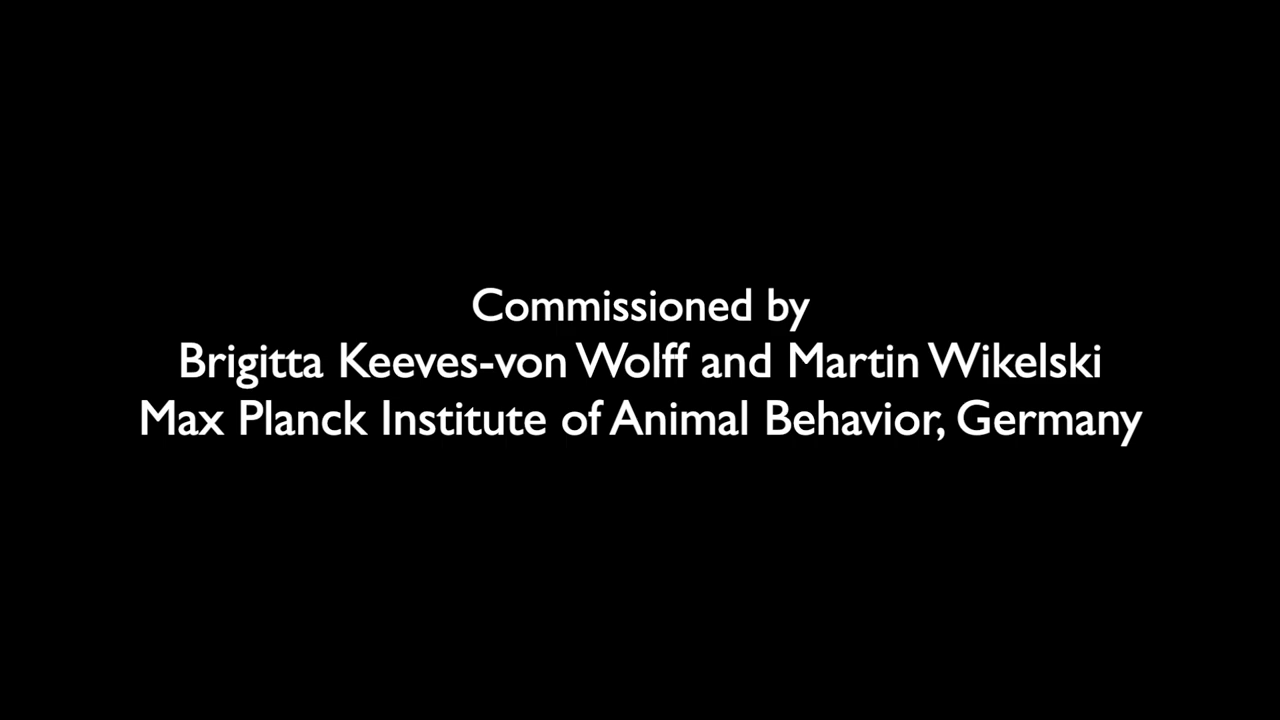 Commissioned by
Brigitta Keeves-von Wolff and Martin Wikelski
Max Planck Institute of Animal Behavior, Germany